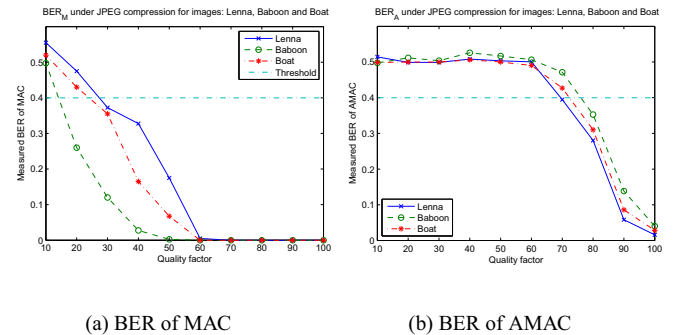 BER_M under JPEG compression for images: Lenna, Baboon and Boat
0.5
0.4
0.3
0.2
0.1
0
Measured BER of MAC
10 20 30 40 50 60 70 80 90 100
Quality factor
Lenna
Baboon
Boat
Threshold
(a) BER of MAC
BER_A under JPEG compression for images: Lenna, Baboon and Boat
0.5
0.4
0.3
0.2
0.1
0
Measured BER of AMAC
10 20 30 40 50 60 70 80 90 100
Quality factor
Lenna
Baboon
Boat
(b) BER of AMAC